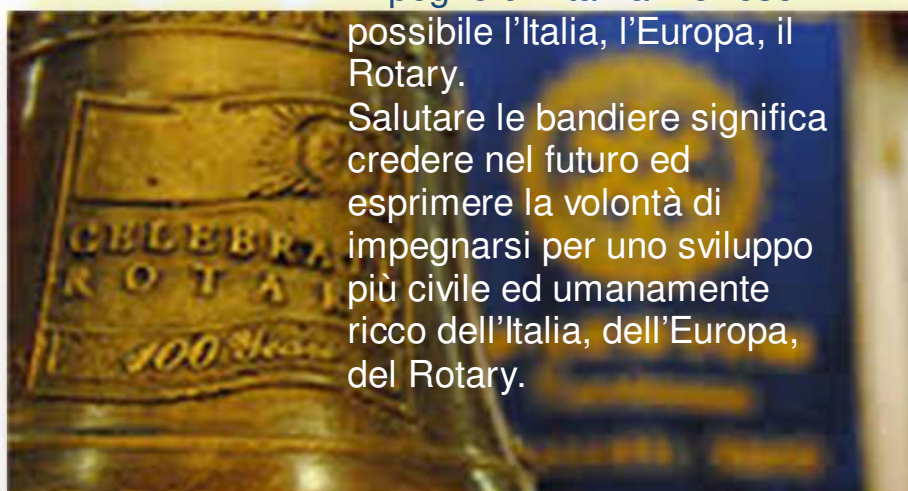 possibile l’Italia, l’Europa, il
Rotary.
Salutare le bandiere significa
credere nel futuro ed
esprimere la volontà di
impegnarsi per uno sviluppo
più civile ed umanamente
ricco dell’Italia, dell’Europa,
del Rotary.
CELEBRA
ROTA
100 Years